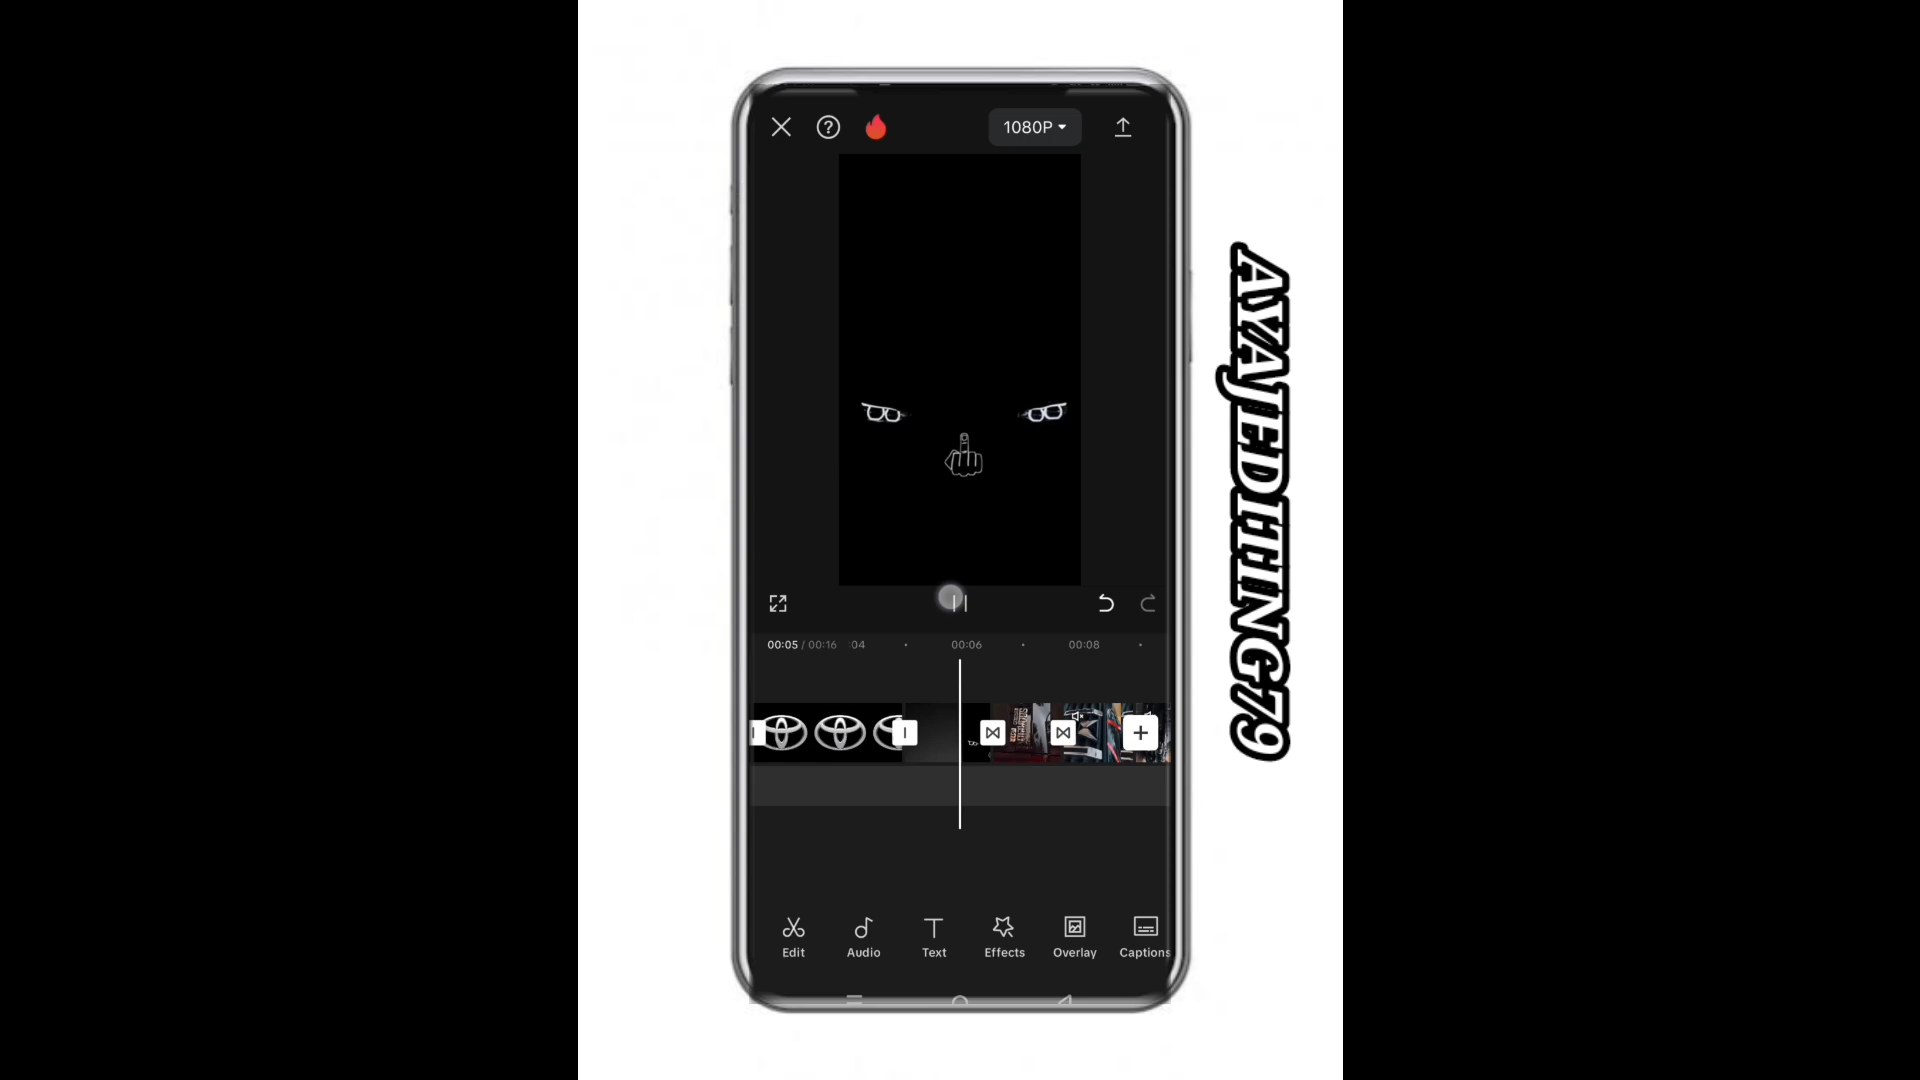 1080P
00:05 / 00:16 :04 00:06 00:08
Edit Audio Text Effects Overlay Captions
AYAJEDITING79